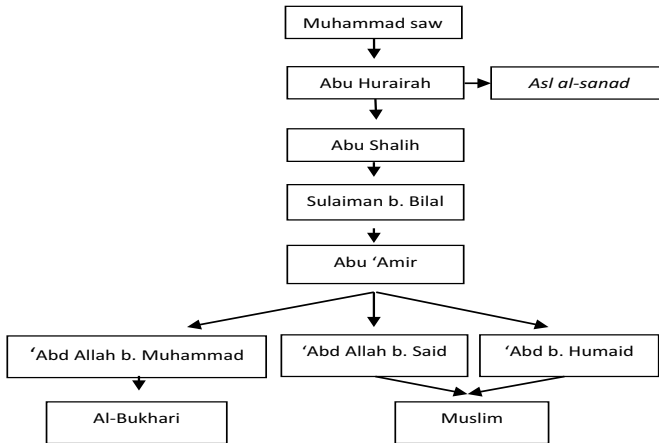 Muhammad saw
Abu Hurairah
Asl al-sanad
Abu Shalih
Sulaiman b. Bilal
Abu ‘Amir
‘Abd Allah b. Muhammad
‘Abd Allah b. Said
‘Abd b. Humaid
Al-Bukhari
Muslim